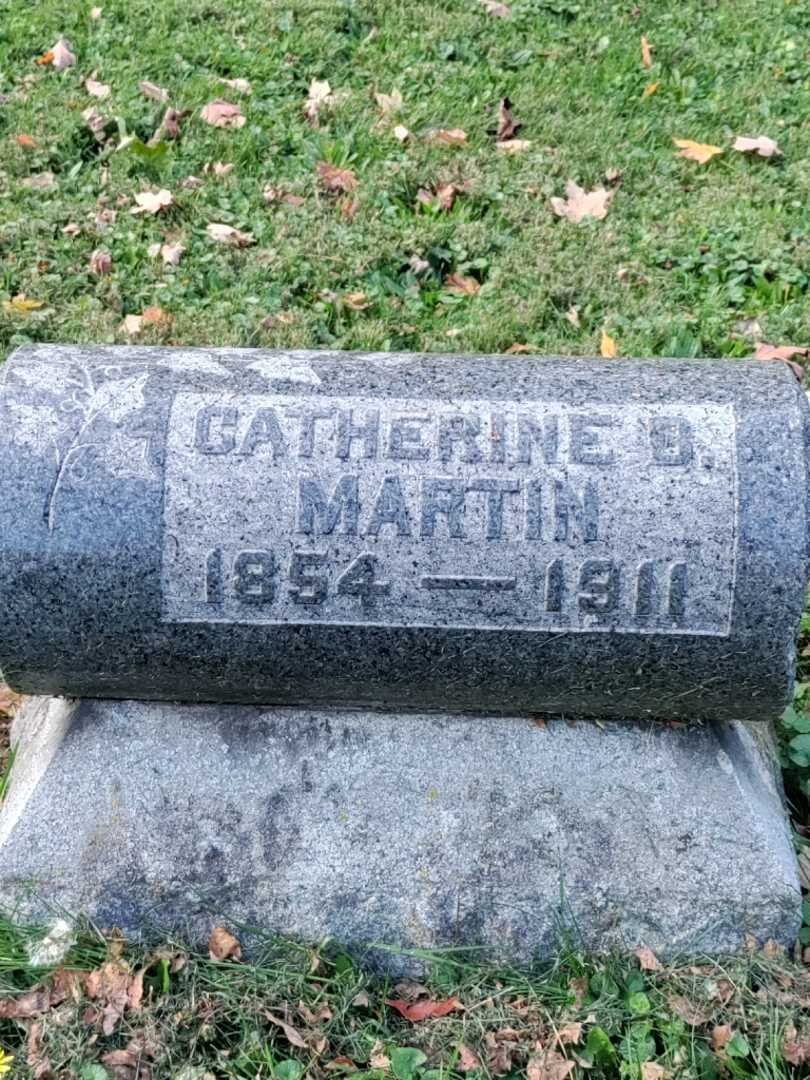 CATHERINE B.
MARTIN
1854 — 1911